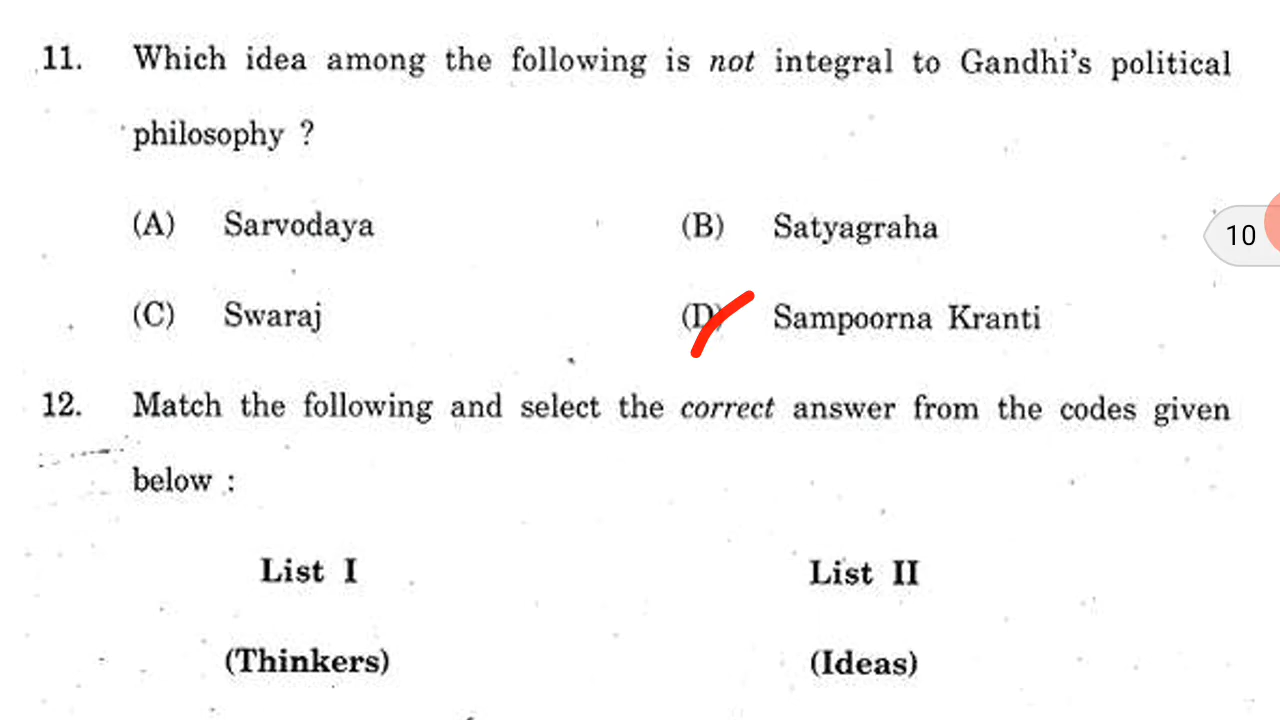 11. Which idea among the following is not integral to Gandhi's political
philosophy ?
(A) Sarvodaya (B) Satyagraha
10
(C) Swaraj (D) Sampoorna Kranti
12. Match the following and select the correct answer from the codes given
below :
List I List II
(Thinkers) (Ideas)